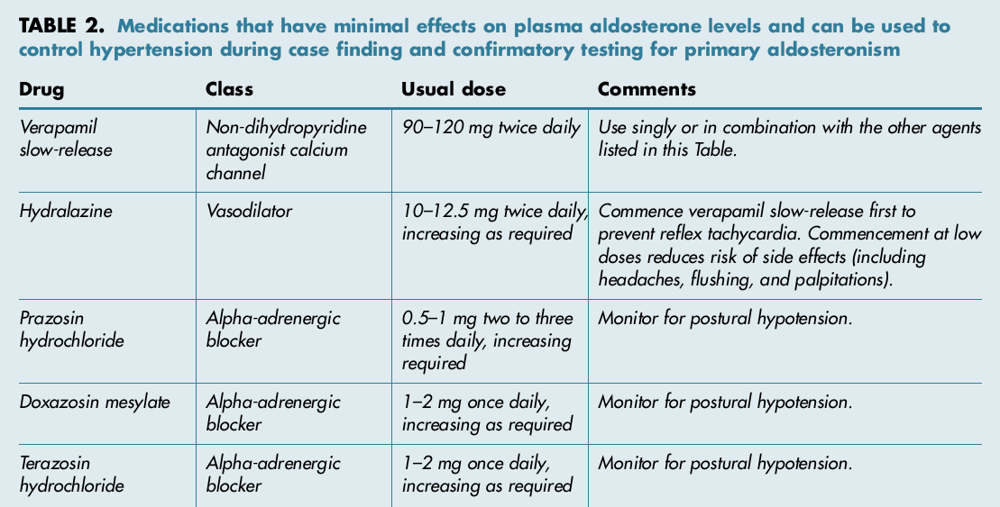 TABLE 2. Medications that have minimal effects on plasma aldosterone levels and can be used to
control hypertension during case finding and confirmatory testing for primary aldosteronism
Drug Class Usual dose Comments
Verapamil
slow-release
Non-dihydropyridine
antagonist calcium
channel
90–120 mg twice daily
Use singly or in combination with the other agents
listed in this Table.
Hydralazine
Vasodilator
10–12.5 mg twice daily,
increasing as required
Commence verapamil slow-release first to
prevent reflex tachycardia. Commencement at low
doses reduces risk of side effects (including
headaches, flushing, and palpitations).
Prazosin
hydrochloride
Alpha-adrenergic
blocker
0.5–1 mg two to three
times daily, increasing
required
Monitor for postural hypotension.
Doxazosin mesylate
Alpha-adrenergic
blocker
1–2 mg once daily,
increasing as required
Monitor for postural hypotension.
Terazosin
hydrochloride
Alpha-adrenergic
blocker
1–2 mg once daily,
increasing as required
Monitor for postural hypotension.